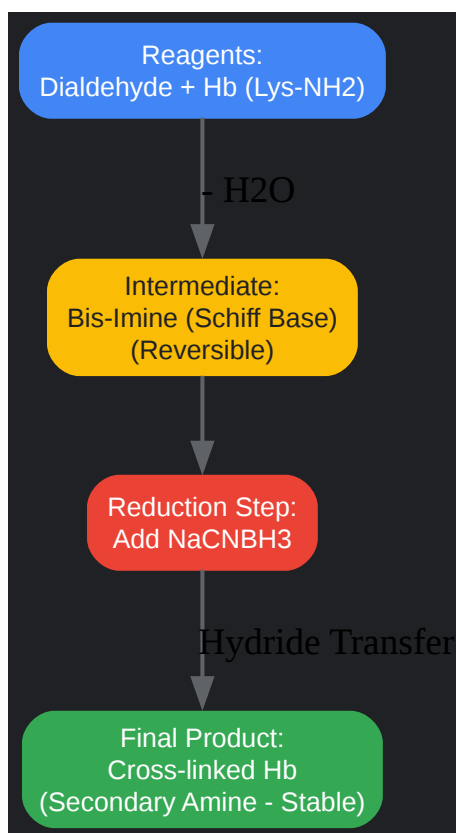 Reagents:
Dialdehyde + Hb (Lys-NH2)
- H2O
Intermediate:
Bis-Imine (Schiff Base)
(Reversible)
Reduction Step:
Add NaCNBH3
Hydride Transfer
Final Product:
Cross-linked Hb
(Secondary Amine - Stable)